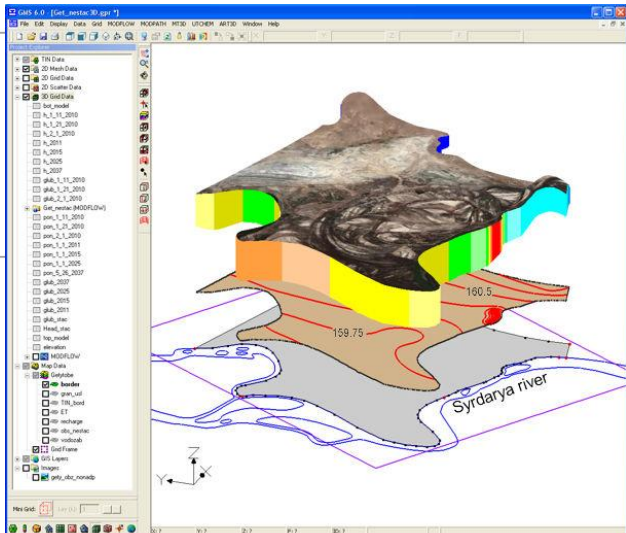 GMS 6.0 - [Get_nestac3D.gpr *]
File Edit Display Data Grid MODFLOW MODPATH MT3D UTCHEM ART3D Window Help
Project Explorer
TIN Data
2D Mesh Data
2D Grid Data
2D Scatter Data
3D Grid Data
bot_model
h_1_11_2010
h_1_21_2010
h_2_1_2010
h_2011
h_2015
h_2025
h_2037
glub_1_11_2010
glub_1_21_2010
glub_2_1_2010
Get_nestac (MODFLOW)
pon_1_11_2010
pon_1_21_2010
pon_2_1_2010
pon_1_1_2011
pon_1_1_2015
pon_1_1_2025
pon_5_26_2037
glub_2037
glub_2025
glub_2015
glub_2011
glub_stac
Head_stac
top_model
elevation
MODFLOW
Map Data
Getytobe
border
gran_usl
TIN_bord
ET
recharge
obs_nestac
vodozab
Grid Frame
GIS Layers
Images
gety_obz_nonadp
Mini Grid:
160.5
159.75
Syrdarya river
Z
Y
X